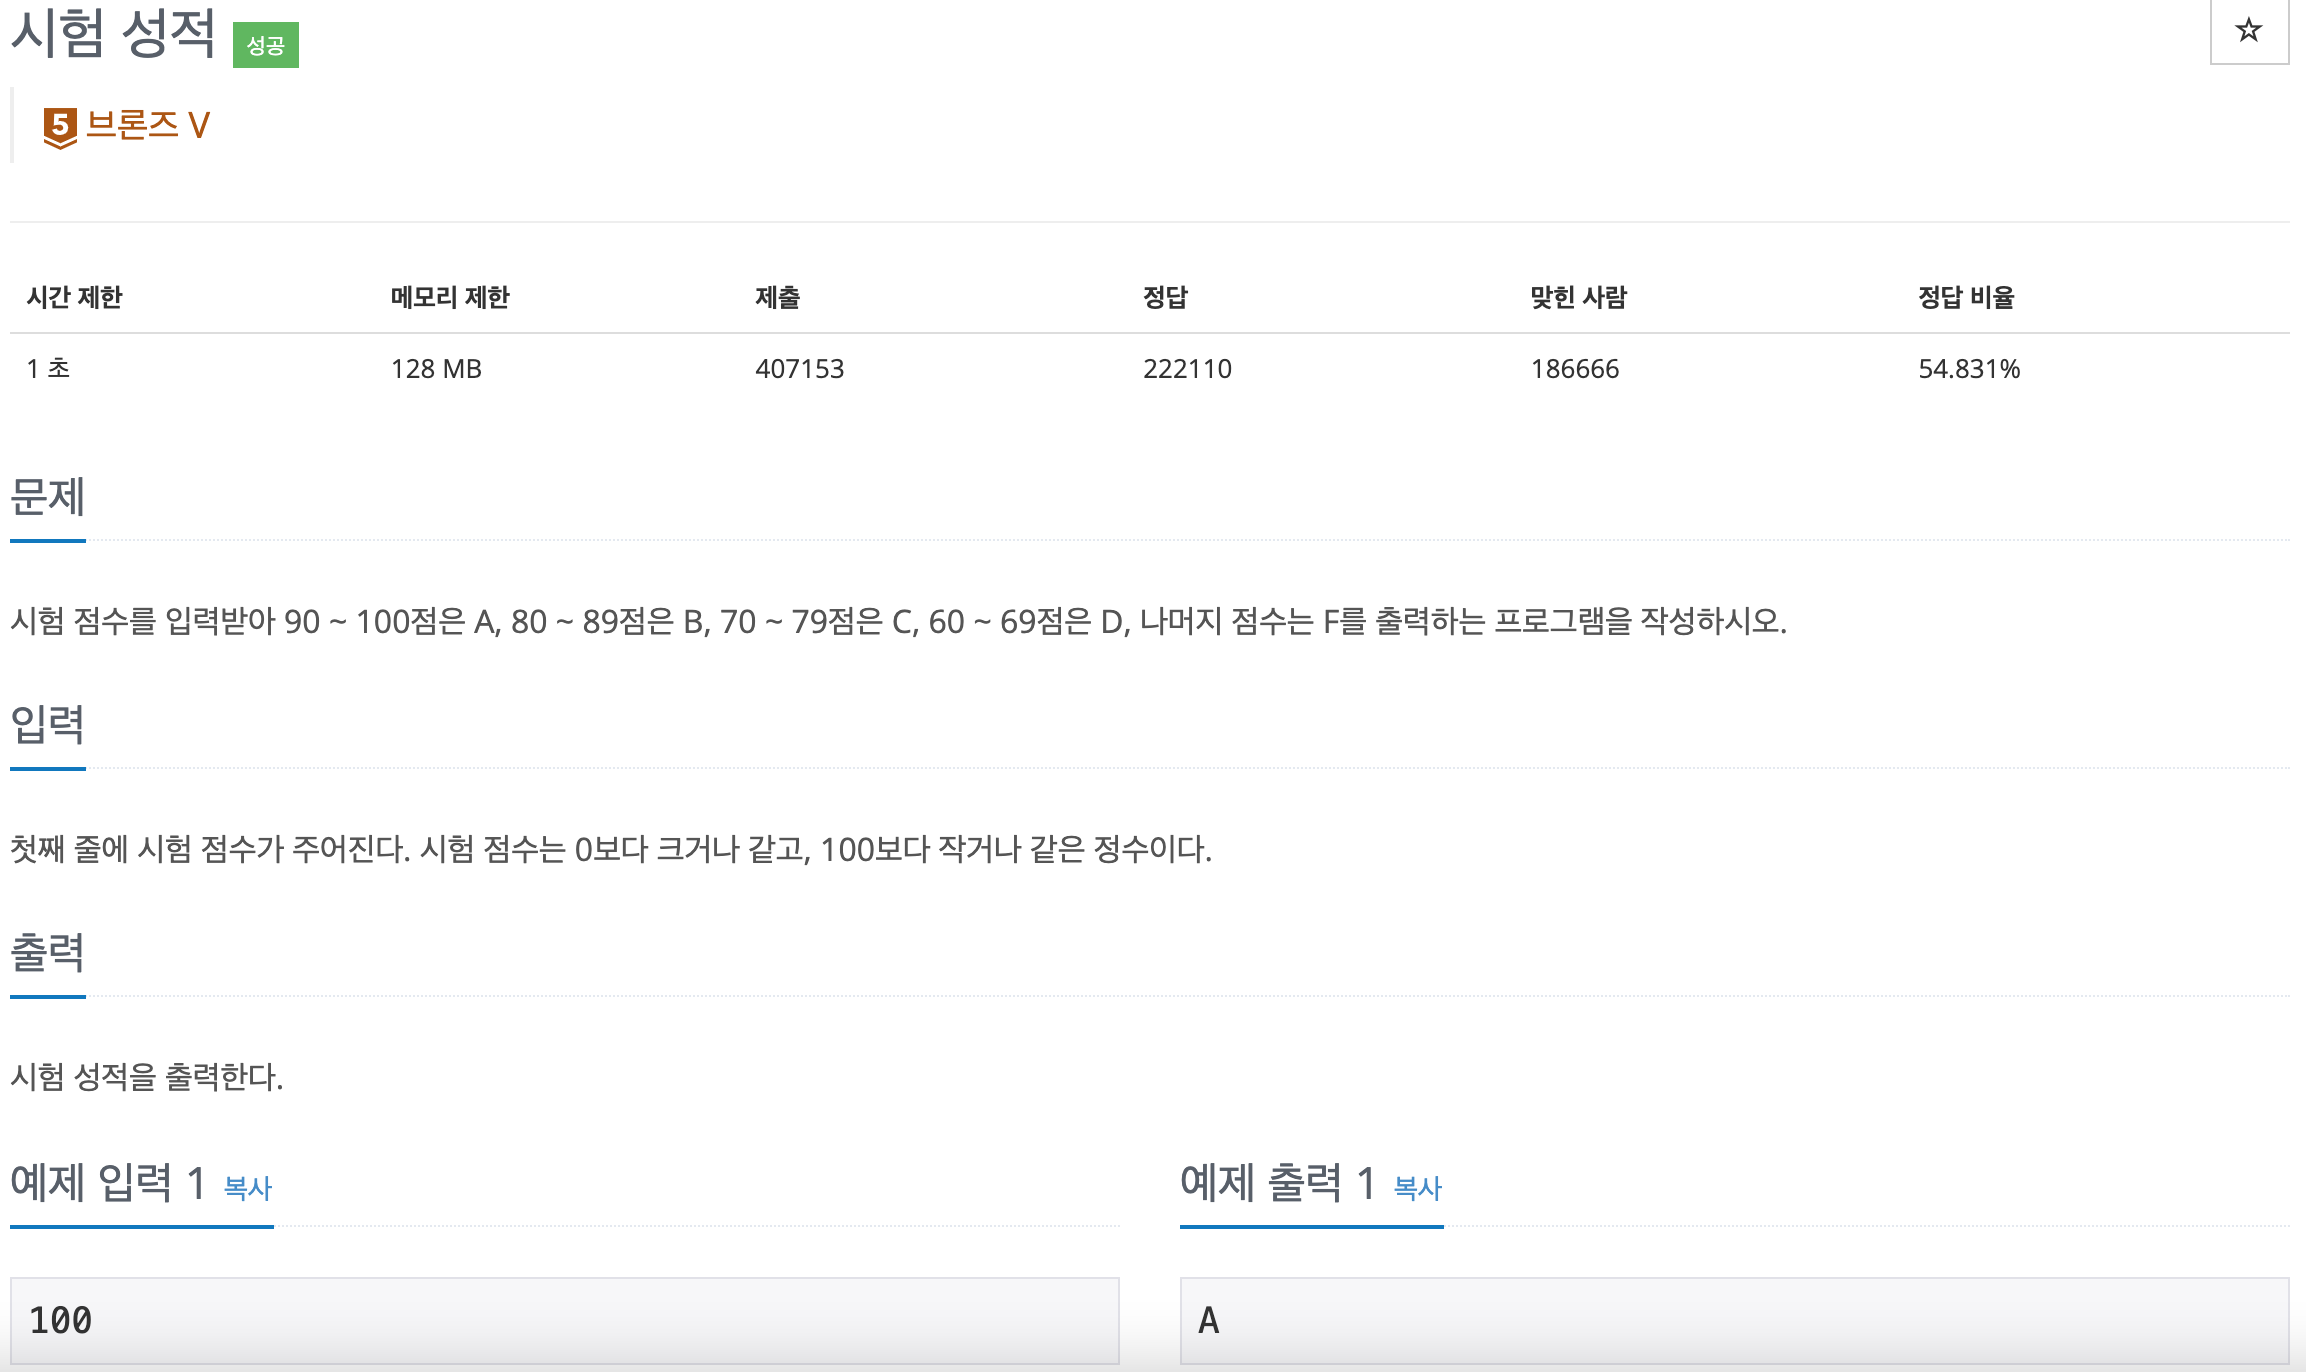 시험 성적 성공
☆
5 브론즈 V
시간 제한 메모리 제한 제출 정답 맞힌 사람 정답 비율
1 초 128 MB 407153 222110 186666 54.831%
문제
시험 점수를 입력받아 90 ~ 100점은 A, 80 ~ 89점은 B, 70 ~ 79점은 C, 60 ~ 69점은 D, 나머지 점수는 F를 출력하는 프로그램을 작성하시오.
입력
첫째 줄에 시험 점수가 주어진다. 시험 점수는 0보다 크거나 같고, 100보다 작거나 같은 정수이다.
출력
시험 성적을 출력한다.
예제 입력 1 복사
100
예제 출력 1 복사
A